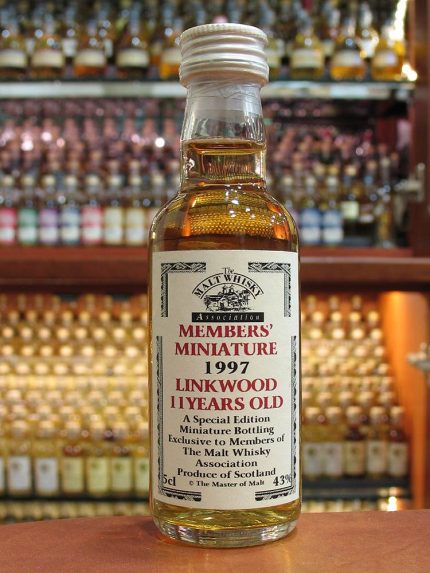 The
MALT WHISKY
Association
MEMBERS'
MINIATURE
1997
LINKWOOD
11 YEARS OLD
A Special Edition
Miniature Bottling
Exclusive to Members of
The Malt Whisky
Association
Produce of Scotland
5cl © The Master of Malt 43%